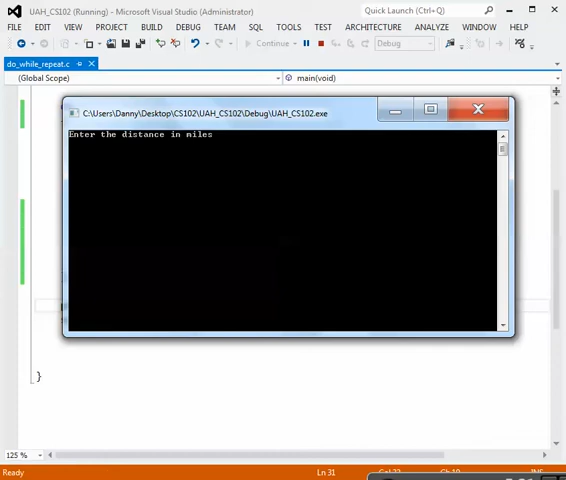 UAH_CS102 (Running) - Microsoft Visual Studio (Administrator)
Quick Launch (Ctrl+Q)
FILE EDIT VIEW PROJECT BUILD DEBUG TEAM SQL TOOLS TEST ARCHITECTURE ANALYZE WINDOW HELP
Continue Debug
do_while_repeat.c
(Global Scope) main(void)
C:\Users\Danny\Desktop\CS102\UAH_CS102\Debug\UAH_CS102.exe
Enter the distance in miles
}
125 %
Ready Ln 31 INS